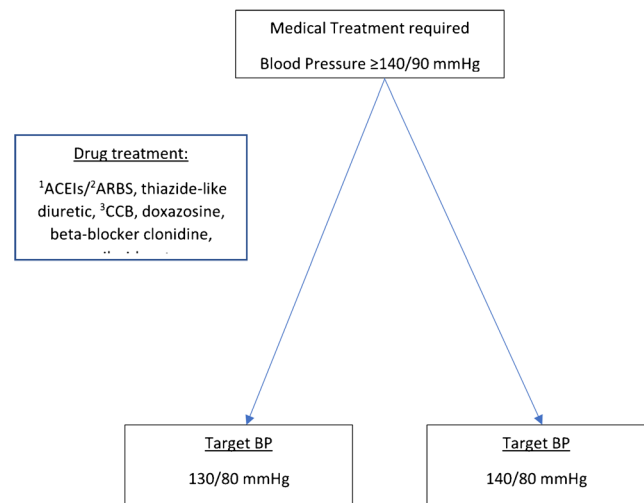 Medical Treatment required
Blood Pressure ≥140/90 mmHg
Drug treatment:
¹ACEIs/²ARBS, thiazide-like
diuretic, ³CCB, doxazosine,
beta-blocker clonidine,
Target BP
130/80 mmHg
Target BP
140/80 mmHg